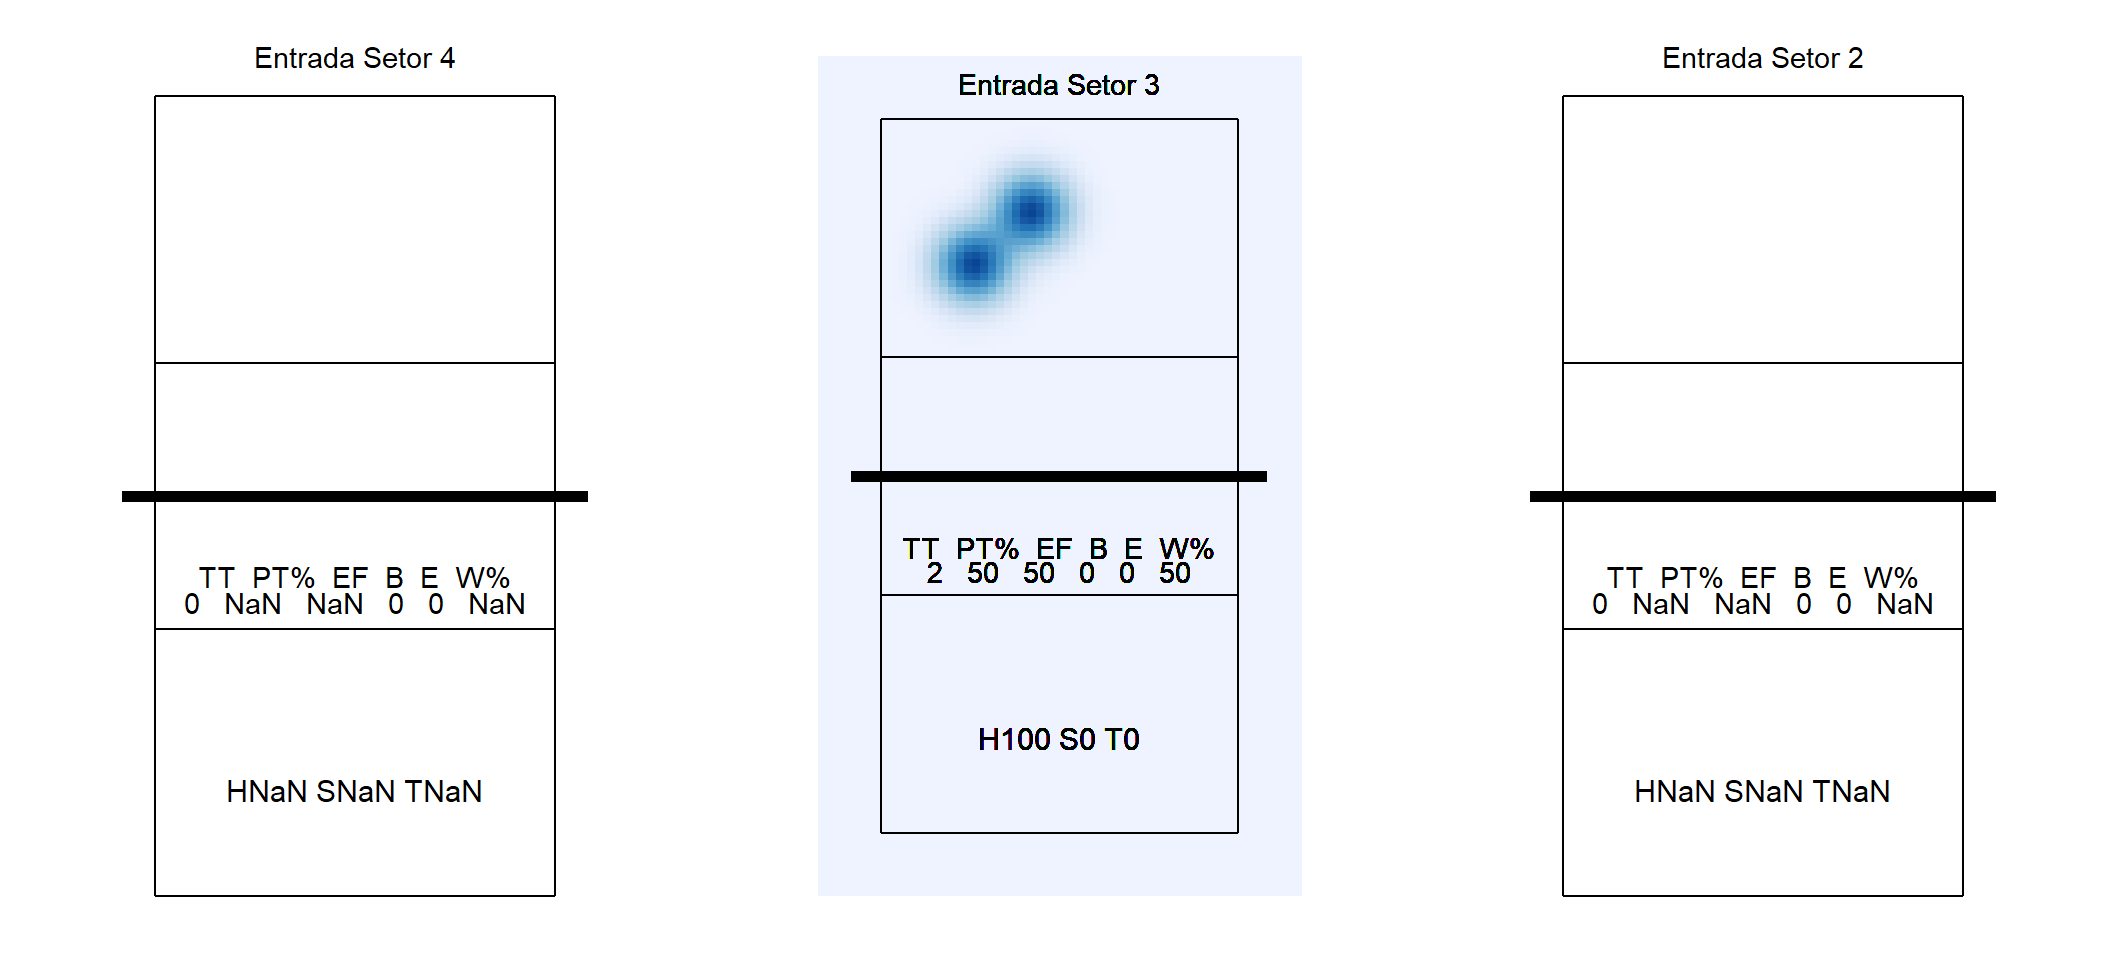 Entrada Setor 4
TT PT% EF B E W%
0 NaN NaN 0 0 NaN
HNaN SNaN TNaN
Entrada Setor 3
TT PT% EF B E W%
2 50 50 0 0 50
H100 S0 T0
Entrada Setor 2
TT PT% EF B E W%
0 NaN NaN 0 0 NaN
HNaN SNaN TNaN